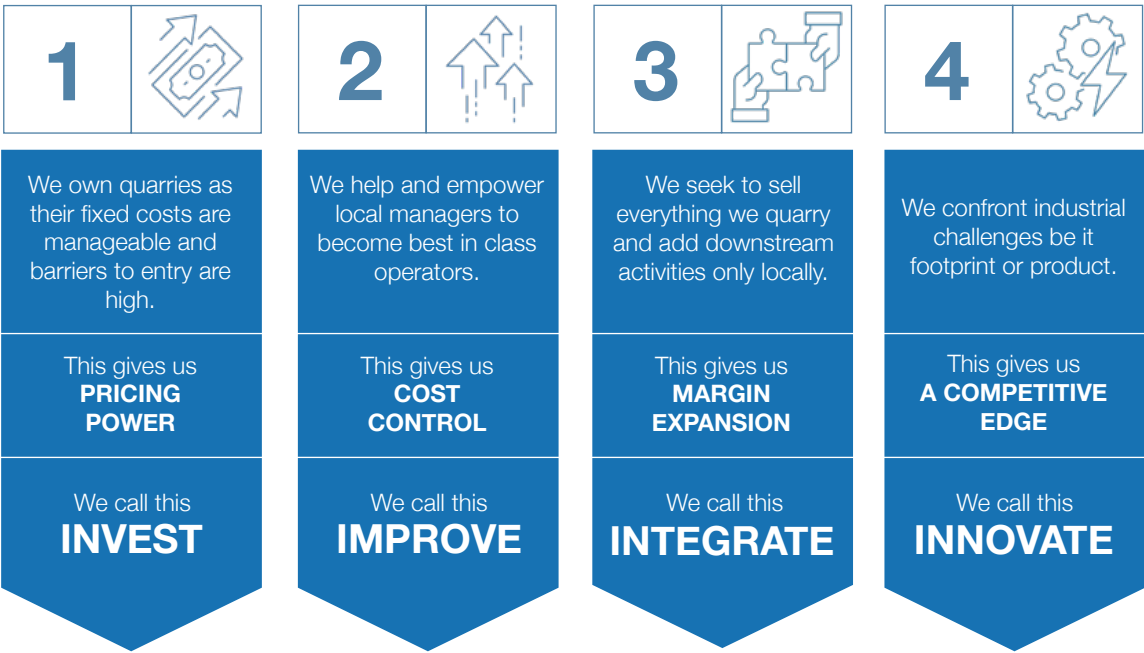 1
We own quarries as
their fixed costs are
manageable and
barriers to entry are
high.
This gives us
PRICING
POWER
We call this
INVEST
2
We help and empower
local managers to
become best in class
operators.
This gives us
COST
CONTROL
We call this
IMPROVE
3
We seek to sell
everything we quarry
and add downstream
activities only locally.
This gives us
MARGIN
EXPANSION
We call this
INTEGRATE
4
We confront industrial
challenges be it
footprint or product.
This gives us
A COMPETITIVE
EDGE
We call this
INNOVATE